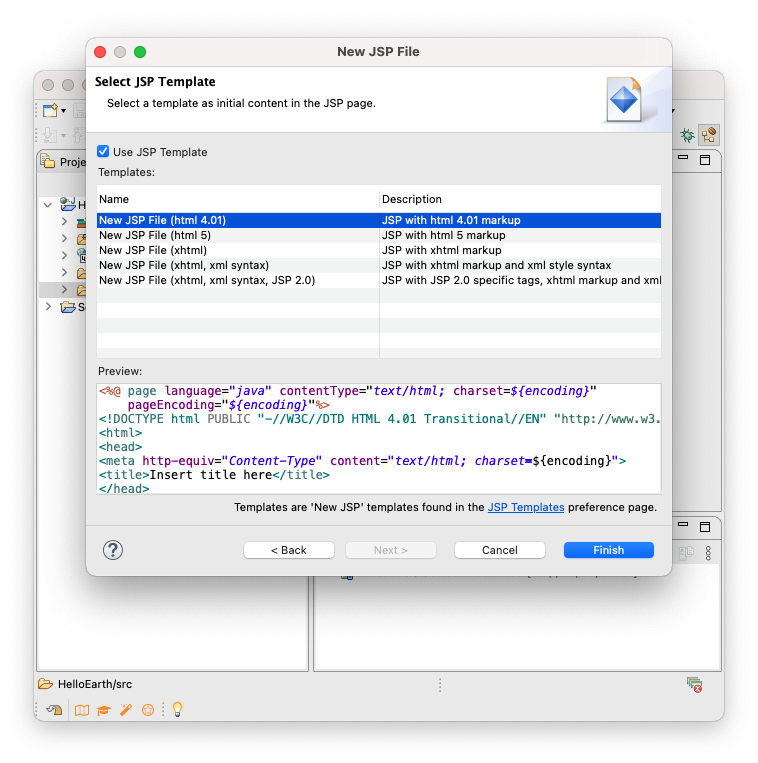 New JSP File
Select JSP Template
Select a template as initial content in the JSP page.
Use JSP Template
Templates:
Name Description
New JSP File (html 4.01) JSP with html 4.01 markup
New JSP File (html 5) JSP with html 5 markup
New JSP File (xhtml) JSP with xhtml markup
New JSP File (xhtml, xml syntax) JSP with xhtml markup and xml style syntax
New JSP File (xhtml, xml syntax, JSP 2.0) JSP with JSP 2.0 specific tags, xhtml markup and xml
Preview:
<%@ page language="java" contentType="text/html; charset=${encoding}"
pageEncoding="${encoding}"%>
<!DOCTYPE html PUBLIC "-//W3C//DTD HTML 4.01 Transitional//EN" "http://www.w3.
<html>
<head>
<meta http-equiv="Content-Type" content="text/html; charset=${encoding}">
<title>Insert title here</title>
</head>
Templates are 'New JSP' templates found in the JSP Templates preference page.
? < Back Next > Cancel Finish
HelloEarth/src